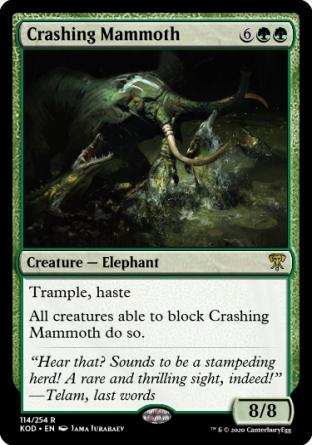 Crashing Mammoth 6
Creature — Elephant
Trample, haste
All creatures able to block Crashing
Mammoth do so.
“Hear that? Sounds to be a stampeding
herd! A rare and thrilling sight, indeed!”
—Telam, last words
8/8
114/254 R
KOD • EN Jama Jurabaev
™ & © 2020 CanterburyEgg